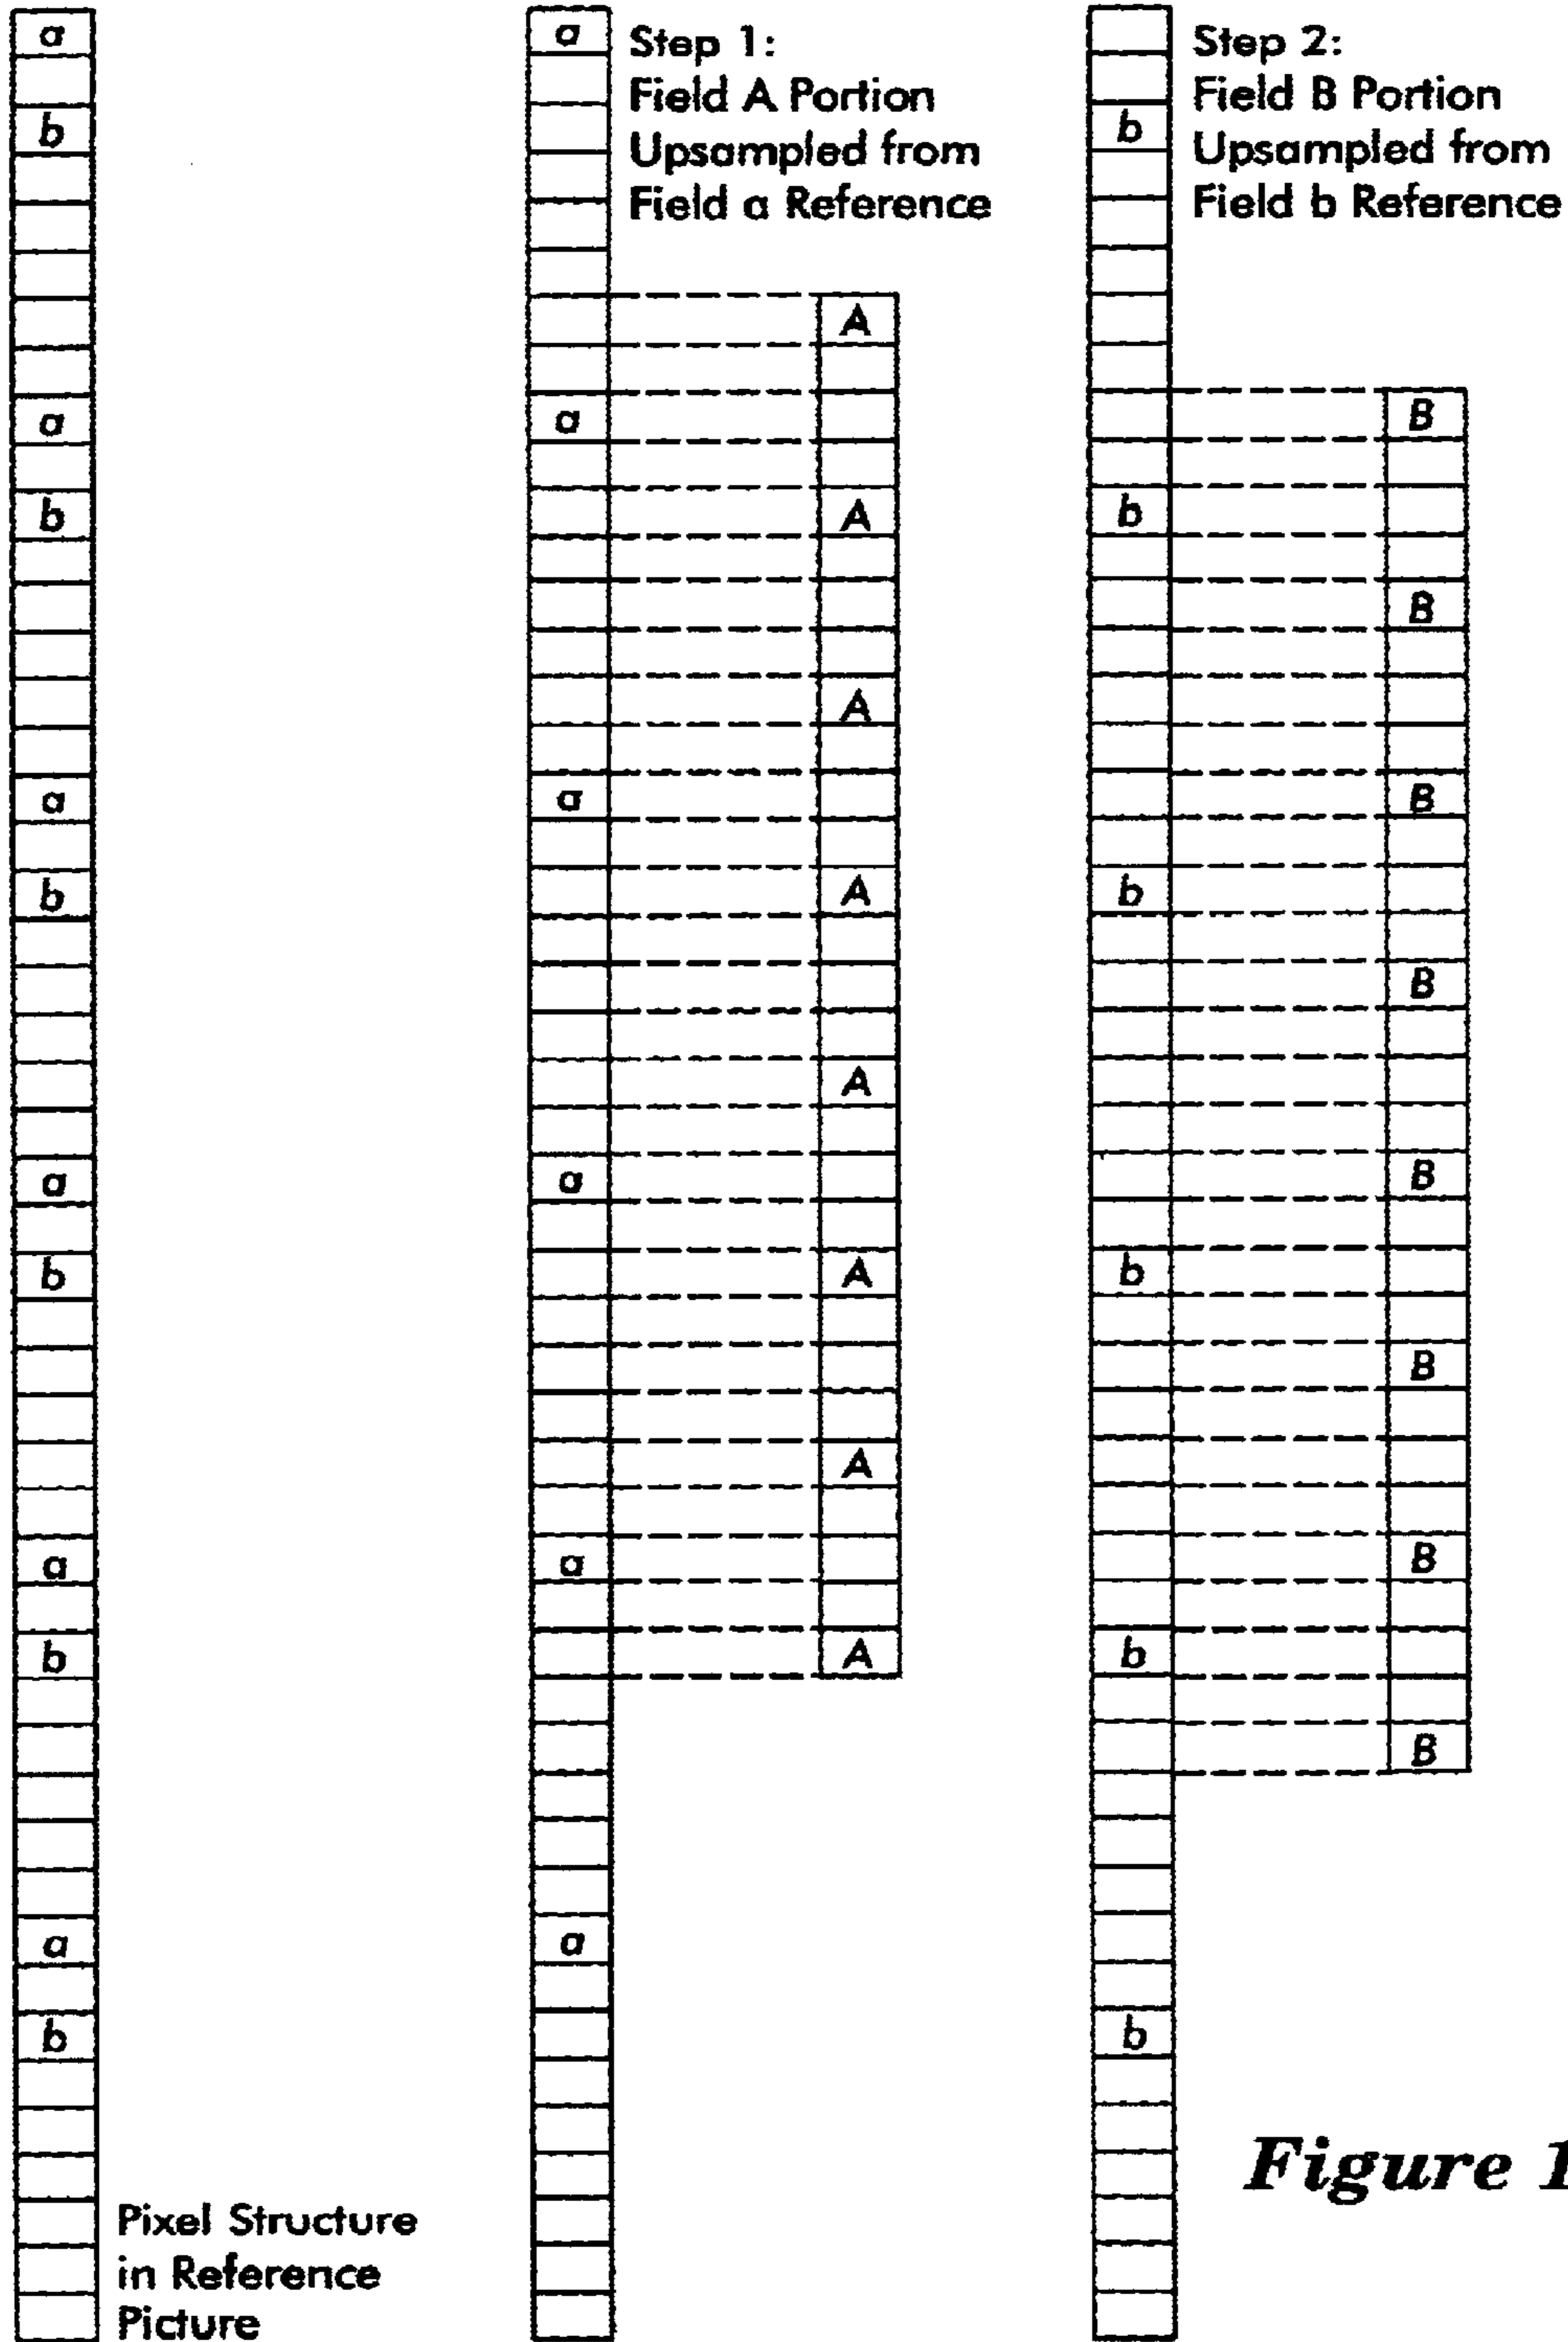 a
b
a
b
a
b
a
b
a
b
a
b
Pixel Structure
in Reference
Picture
a
a
a
a
a
a
Step 1:
Field A Portion
Upsampled from
Field a Reference
A
A
A
A
A
A
A
A
b
b
b
b
b
b
Step 2:
Field B Portion
Upsampled from
Field b Reference
B
B
B
B
B
B
B
B
Figure 1